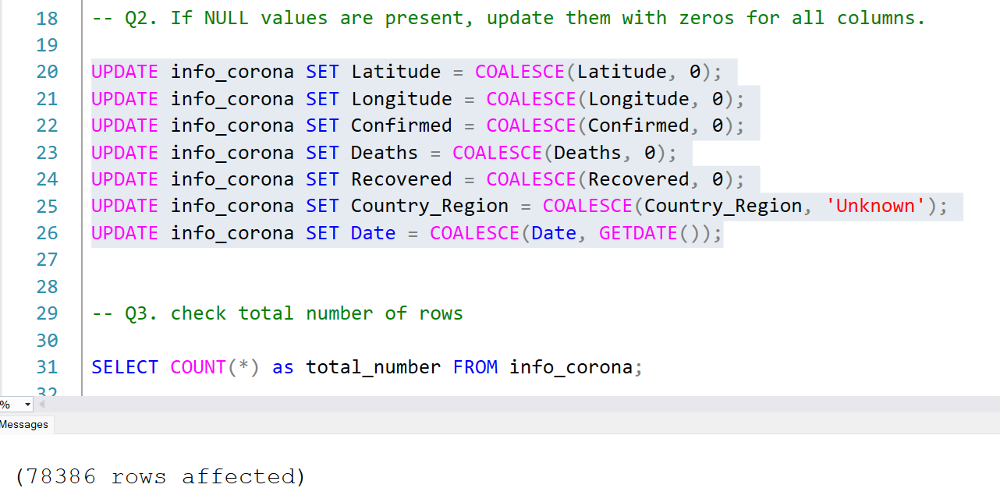 18 -- Q2. If NULL values are present, update them with zeros for all columns.
19
20 UPDATE info_corona SET Latitude = COALESCE(Latitude, 0);
21 UPDATE info_corona SET Longitude = COALESCE(Longitude, 0);
22 UPDATE info_corona SET Confirmed = COALESCE(Confirmed, 0);
23 UPDATE info_corona SET Deaths = COALESCE(Deaths, 0);
24 UPDATE info_corona SET Recovered = COALESCE(Recovered, 0);
25 UPDATE info_corona SET Country_Region = COALESCE(Country_Region, 'Unknown');
26 UPDATE info_corona SET Date = COALESCE(Date, GETDATE());
27
28
29 -- Q3. check total number of rows
30
31 SELECT COUNT(*) as total_number FROM info_corona;
32
%
Messages
(78386 rows affected)